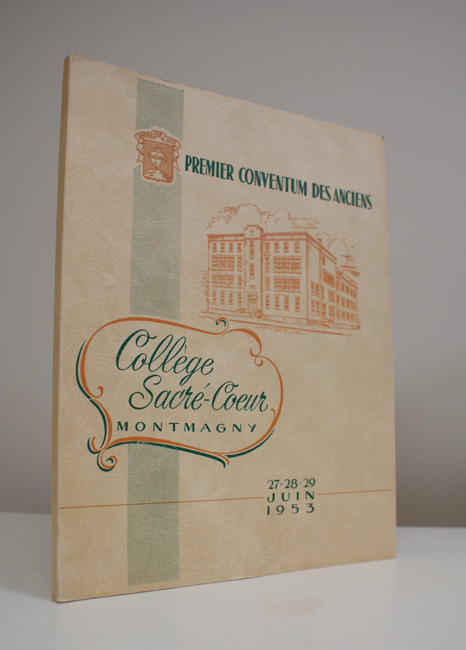 PREMIER CONVENTUM DES ANCIENS
Collège
Sacré-Coeur
MONTMAGNY
27-28-29
JUIN
1953